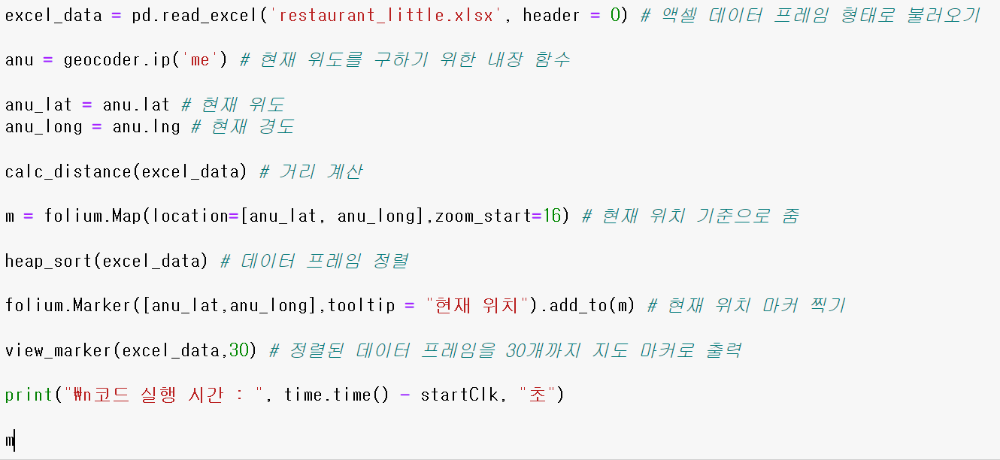 excel_data = pd.read_excel('restaurant_little.xlsx', header = 0) # 액셀 데이터 프레임 형태로 불러오기
anu = geocoder.ip('me') # 현재 위도를 구하기 위한 내장 함수
anu_lat = anu.lat # 현재 위도
anu_long = anu.lng # 현재 경도
calc_distance(excel_data) # 거리 계산
m = folium.Map(location=[anu_lat, anu_long],zoom_start=16) # 현재 위치 기준으로 줌
heap_sort(excel_data) # 데이터 프레임 정렬
folium.Marker([anu_lat,anu_long],tooltip = "현재 위치").add_to(m) # 현재 위치 마커 찍기
view_marker(excel_data,30) # 정렬된 데이터 프레임을 30개까지 지도 마커로 출력
print("₩n코드 실행 시간 : ", time.time() - startClk, "초")
m